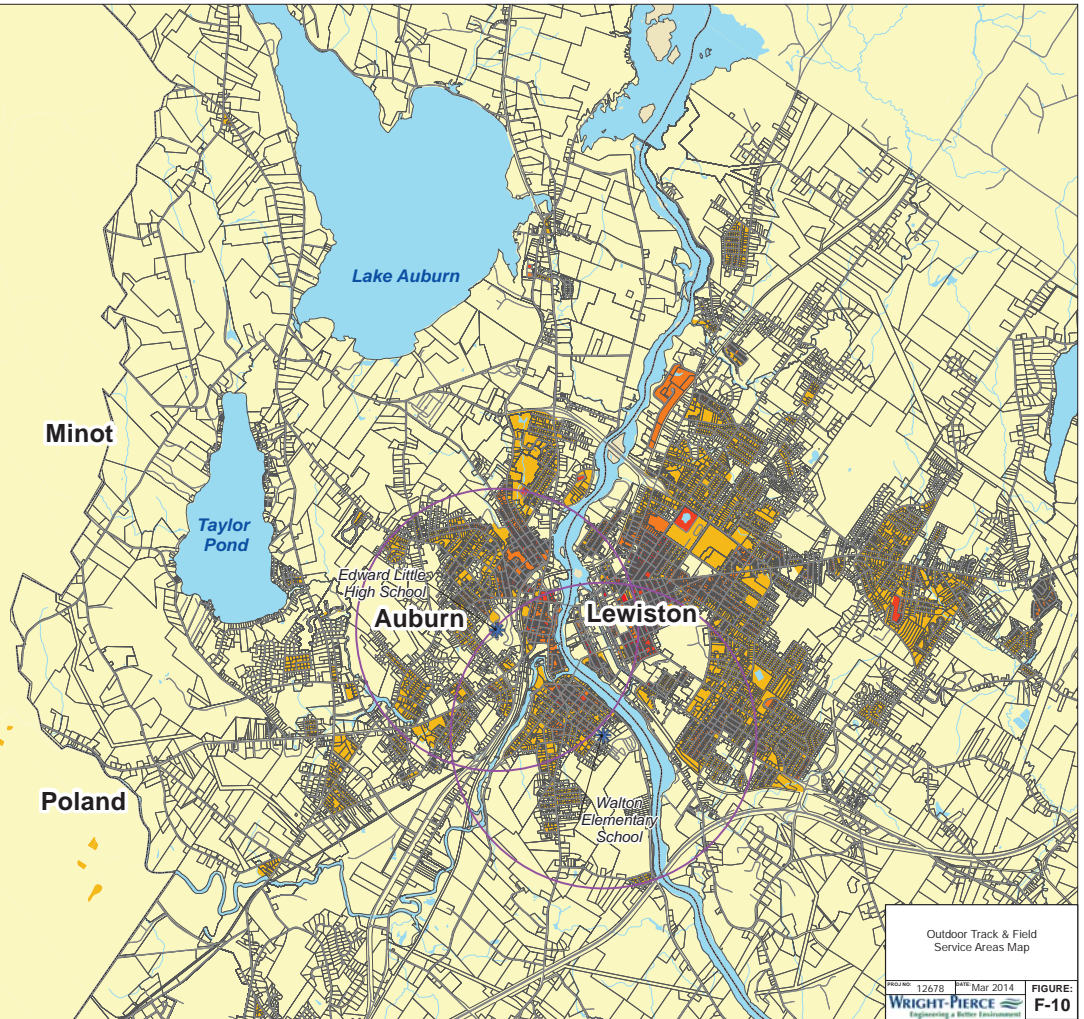 Lake Auburn
Minot
Taylor
Pond
Edward Little
High School
Auburn
Lewiston
Poland
Walton
Elementary
School
Outdoor Track & Field
Service Areas Map
PROJ NO: 12678 DATE: Mar 2014
FIGURE:
F-10
WRIGHT-PIERCE
Engineering a Better Environment